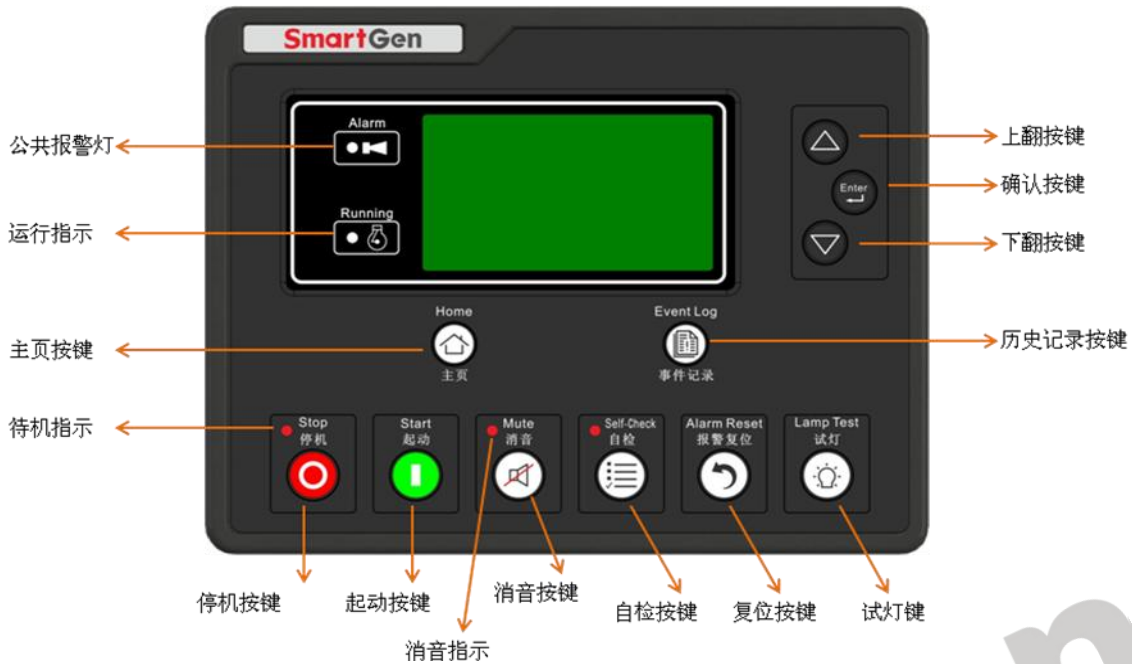 SmartGen
Alarm
公共报警灯
上翻按键
Enter
确认按键
Running
运行指示
下翻按键
Home
Event Log
主页按键
历史记录按键
主页
事件记录
待机指示
Stop
停机
Start
起动
Mute
消音
Self-Check
自检
Alarm Reset
报警复位
Lamp Test
试灯
停机按键
起动按键
消音按键
自检按键
复位按键
试灯键
消音指示